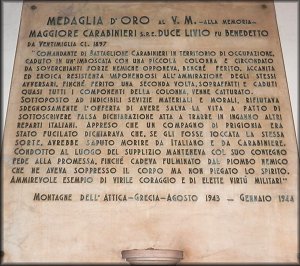 MEDAGLIA D'ORO AL V. M. -ALLA MEMORIA-
MAGGIORE CARABINIERI S.P.E. DUCE LIVIO FU BENEDETTO
DA VENTIMIGLIA CL. 1897
"COMANDANTE DI BATTAGLIONE CARABINIERI IN TERRITORIO DI OCCUPAZIONE,
CADUTO IN UN IMBOSCATA CON UNA PICCOLA COLONNA E CIRCONDATO
DA SOVERCHIANTI FORZE NEMICHE OPPONEVA, BENCHÉ FERITO, ACCANITA
ED EROICA RESISTENZA IMPONENDOSI ALL'AMMIRAZIONE DEGLI STESSI
AVVERSARI, FINCHÉ FERITO UNA SECONDA VOLTA, SOPRAFFATTI E CADUTI
QUASI TUTTI I COMPONENTI DELLA COLONNA VENNE CATTURATO.
SOTTOPOSTO AD INDICIBILI SEVIZIE MATERIALI E MORALI, RIFIUTAVA
SDEGNOSAMENTE L'OFFERTA DI AVERE SALVA LA VITA A PATTO DI
SOTTOSCRIVERE FALSA DICHIARAZIONE ATTA A TRARRE IN INGANNO ALTRI
REPARTI ITALIANI. APPRESO CHE UN COMPAGNO DI PRIGIONIA ERA
STATO FUCILATO DICHIARAVA CHE, SE GLI FOSSE TOCCATA LA STESSA
SORTE, AVREBBE SAPUTO MORIRE DA ITALIANO E DA CARABINIERE.
CONDOTTO AL LUOGO DEL SUPPLIZIO MANTENEVA COL SUO CONTEGNO
FEDE ALLA PROMESSA, FINCHÉ CADEVA FULMINATO DAL PIOMBO NEMICO
CHE NE AVEVA SOPPRESSO IL CORPO MA NON PIEGATO LO SPIRITO.
AMMIREVOLE ESEMPIO DI VIRILE CORAGGIO E DI ELETTE VIRTÙ MILITARI"
MONTAGNE DELL'ATTICA-GRECIA-AGOSTO 1943 - GENNAIO 1944